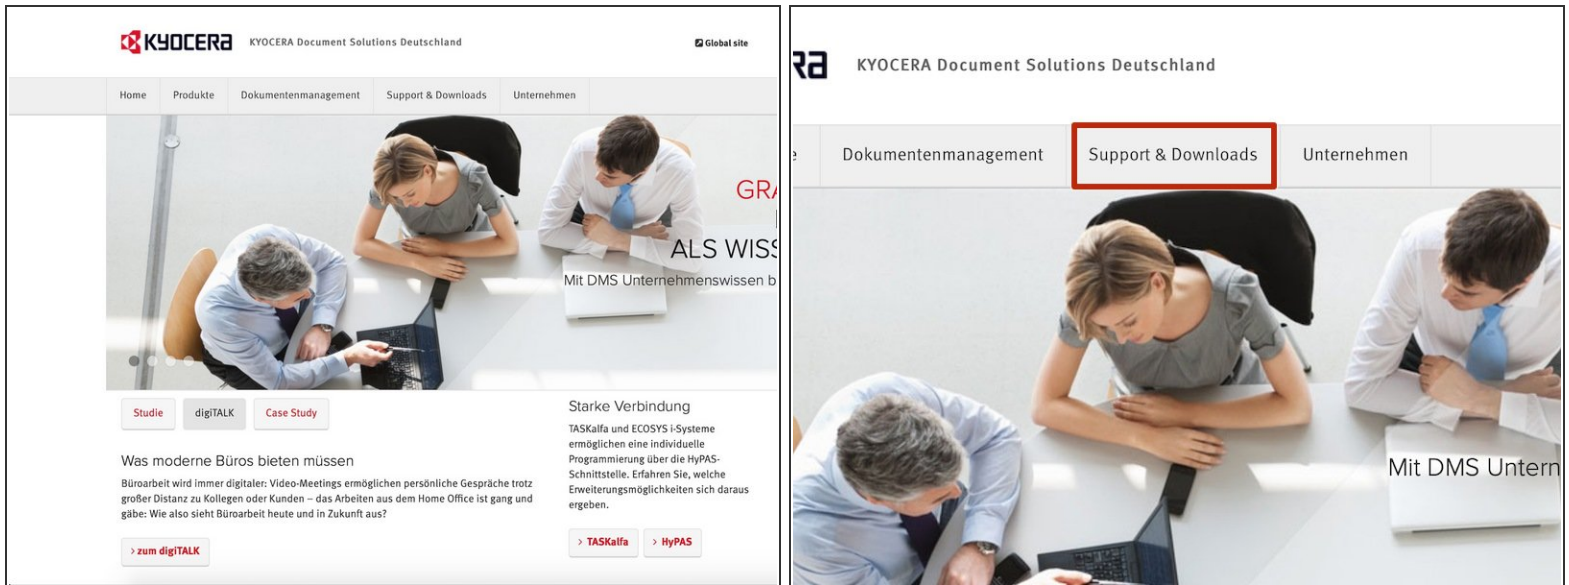 KYOCERA KYOCERA Document Solutions Deutschland Global site
Home Produkte Dokumentenmanagement Support & Downloads Unternehmen
GRA
ALS WISS
Mit DMS Unternehmenswissen b
Studie digiTALK Case Study
Was moderne Büros bieten müssen
Büroarbeit wird immer digitaler: Video-Meetings ermöglichen persönliche Gespräche trotz
großer Distanz zu Kollegen oder Kunden – das Arbeiten aus dem Home Office ist gang und
gäbe: Wie also sieht Büroarbeit heute und in Zukunft aus?
› zum digiTALK
Starke Verbindung
TASKalfa und ECOSYS i-Systeme
ermöglichen eine individuelle
Programmierung über die HyPAS-
Schnittstelle. Erfahren Sie, welche
Erweiterungsmöglichkeiten sich daraus
ergeben.
› TASKalfa › HyPAS
RA KYOCERA Document Solutions Deutschland
e Dokumentenmanagement Support & Downloads Unternehmen
Mit DMS Untern